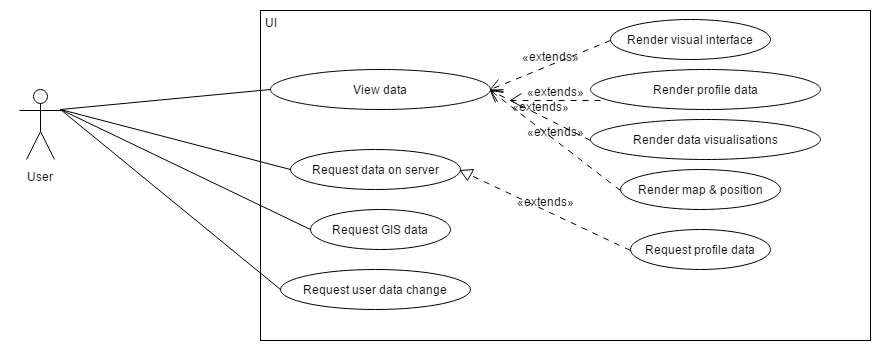 UI
Render visual interface
«extends»
View data
«extends»
Render profile data
«extends»
«extends»
Render data visualisations
Request data on server
User
Render map & position
«extends»
Request GIS data
Request profile data
Request user data change